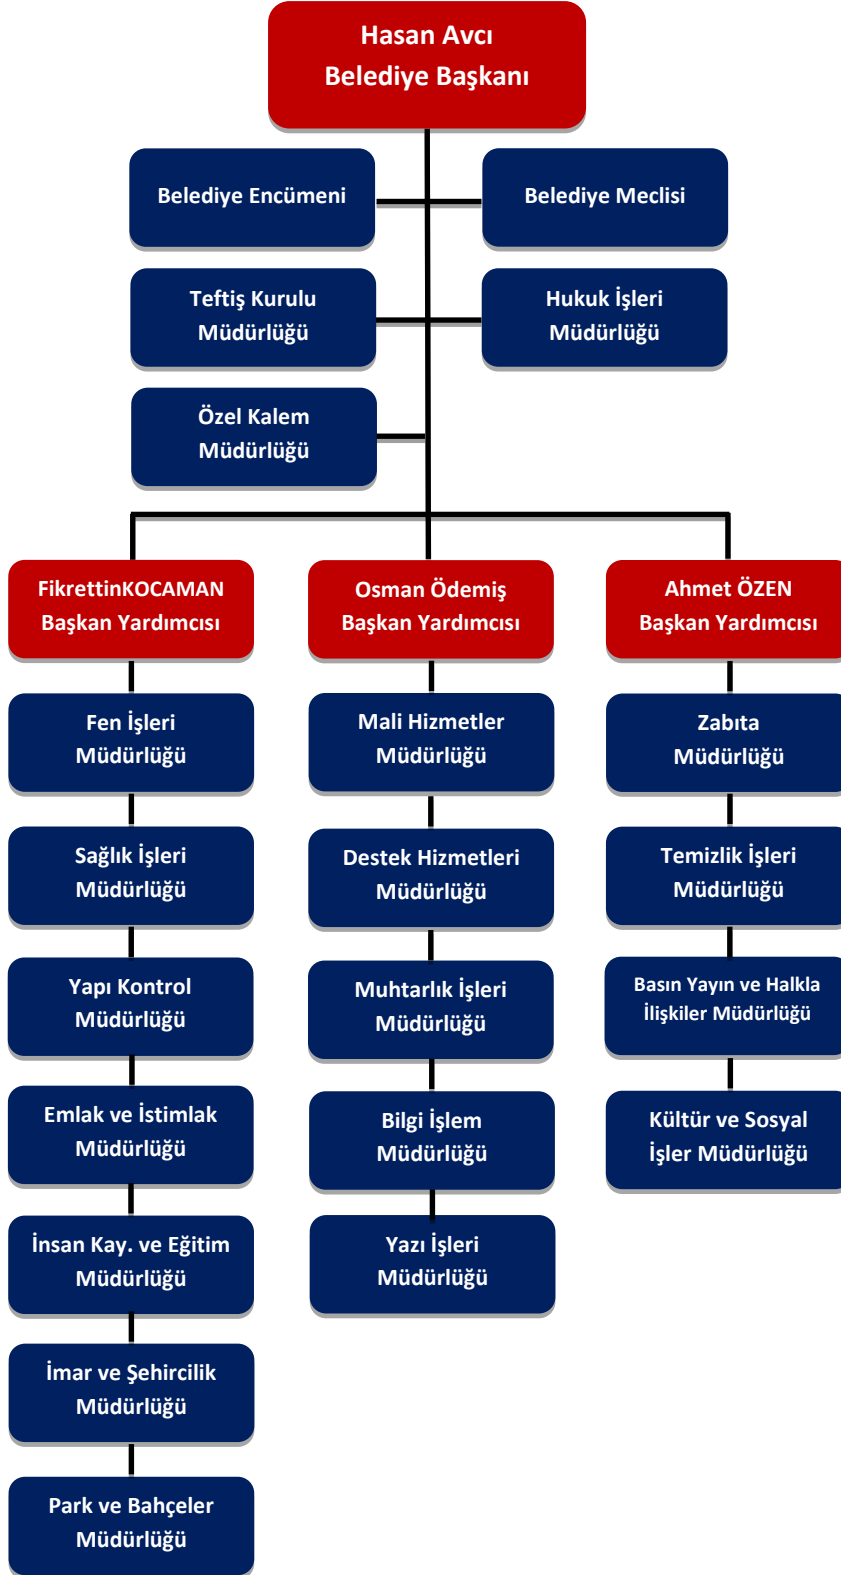 Hasan Avcı
Belediye Başkanı
Belediye Encümeni
Belediye Meclisi
Teftiş Kurulu
Müdürlüğü
Hukuk İşleri
Müdürlüğü
Özel Kalem
Müdürlüğü
FikrettinKOCAMAN
Başkan Yardımcısı
Osman Ödemiş
Başkan Yardımcısı
Ahmet ÖZEN
Başkan Yardımcısı
Fen İşleri
Müdürlüğü
Mali Hizmetler
Müdürlüğü
Zabıta
Müdürlüğü
Sağlık İşleri
Müdürlüğü
Destek Hizmetleri
Müdürlüğü
Temizlik İşleri
Müdürlüğü
Yapı Kontrol
Müdürlüğü
Muhtarlık İşleri
Müdürlüğü
Basın Yayın ve Halkla
İlişkiler Müdürlüğü
Emlak ve İstimlak
Müdürlüğü
Bilgi İşlem
Müdürlüğü
Kültür ve Sosyal
İşler Müdürlüğü
İnsan Kay. ve Eğitim
Müdürlüğü
Yazı İşleri
Müdürlüğü
İmar ve Şehircilik
Müdürlüğü
Park ve Bahçeler
Müdürlüğü